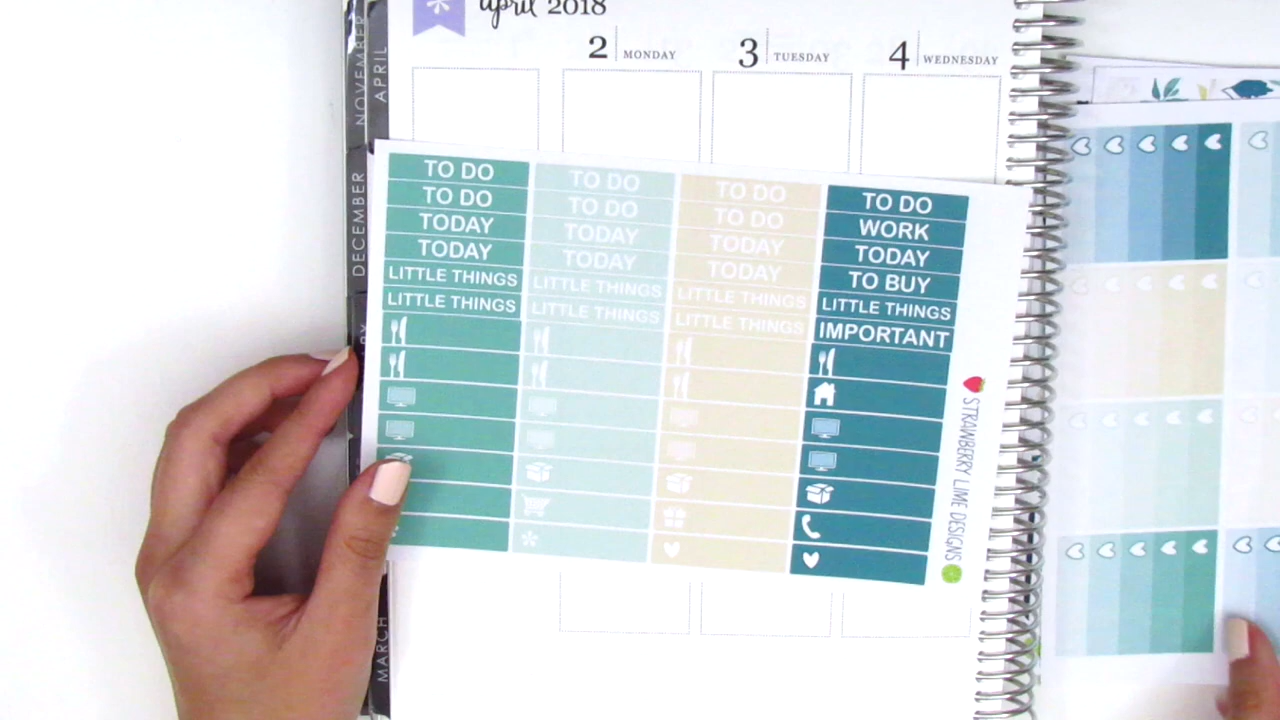 april 2018
2 MONDAY
3 TUESDAY
4 WEDNESDAY
NOVEMBER
APRIL
DECEMBER
MARCH
TO DO
TO DO
TODAY
TODAY
LITTLE THINGS
LITTLE THINGS
TO DO
TO DO
TODAY
TODAY
LITTLE THINGS
LITTLE THINGS
TO DO
TO DO
TODAY
TODAY
LITTLE THINGS
LITTLE THINGS
TO DO
WORK
TODAY
TO BUY
LITTLE THINGS
IMPORTANT
STRAWBERRY LIME DESIGNS